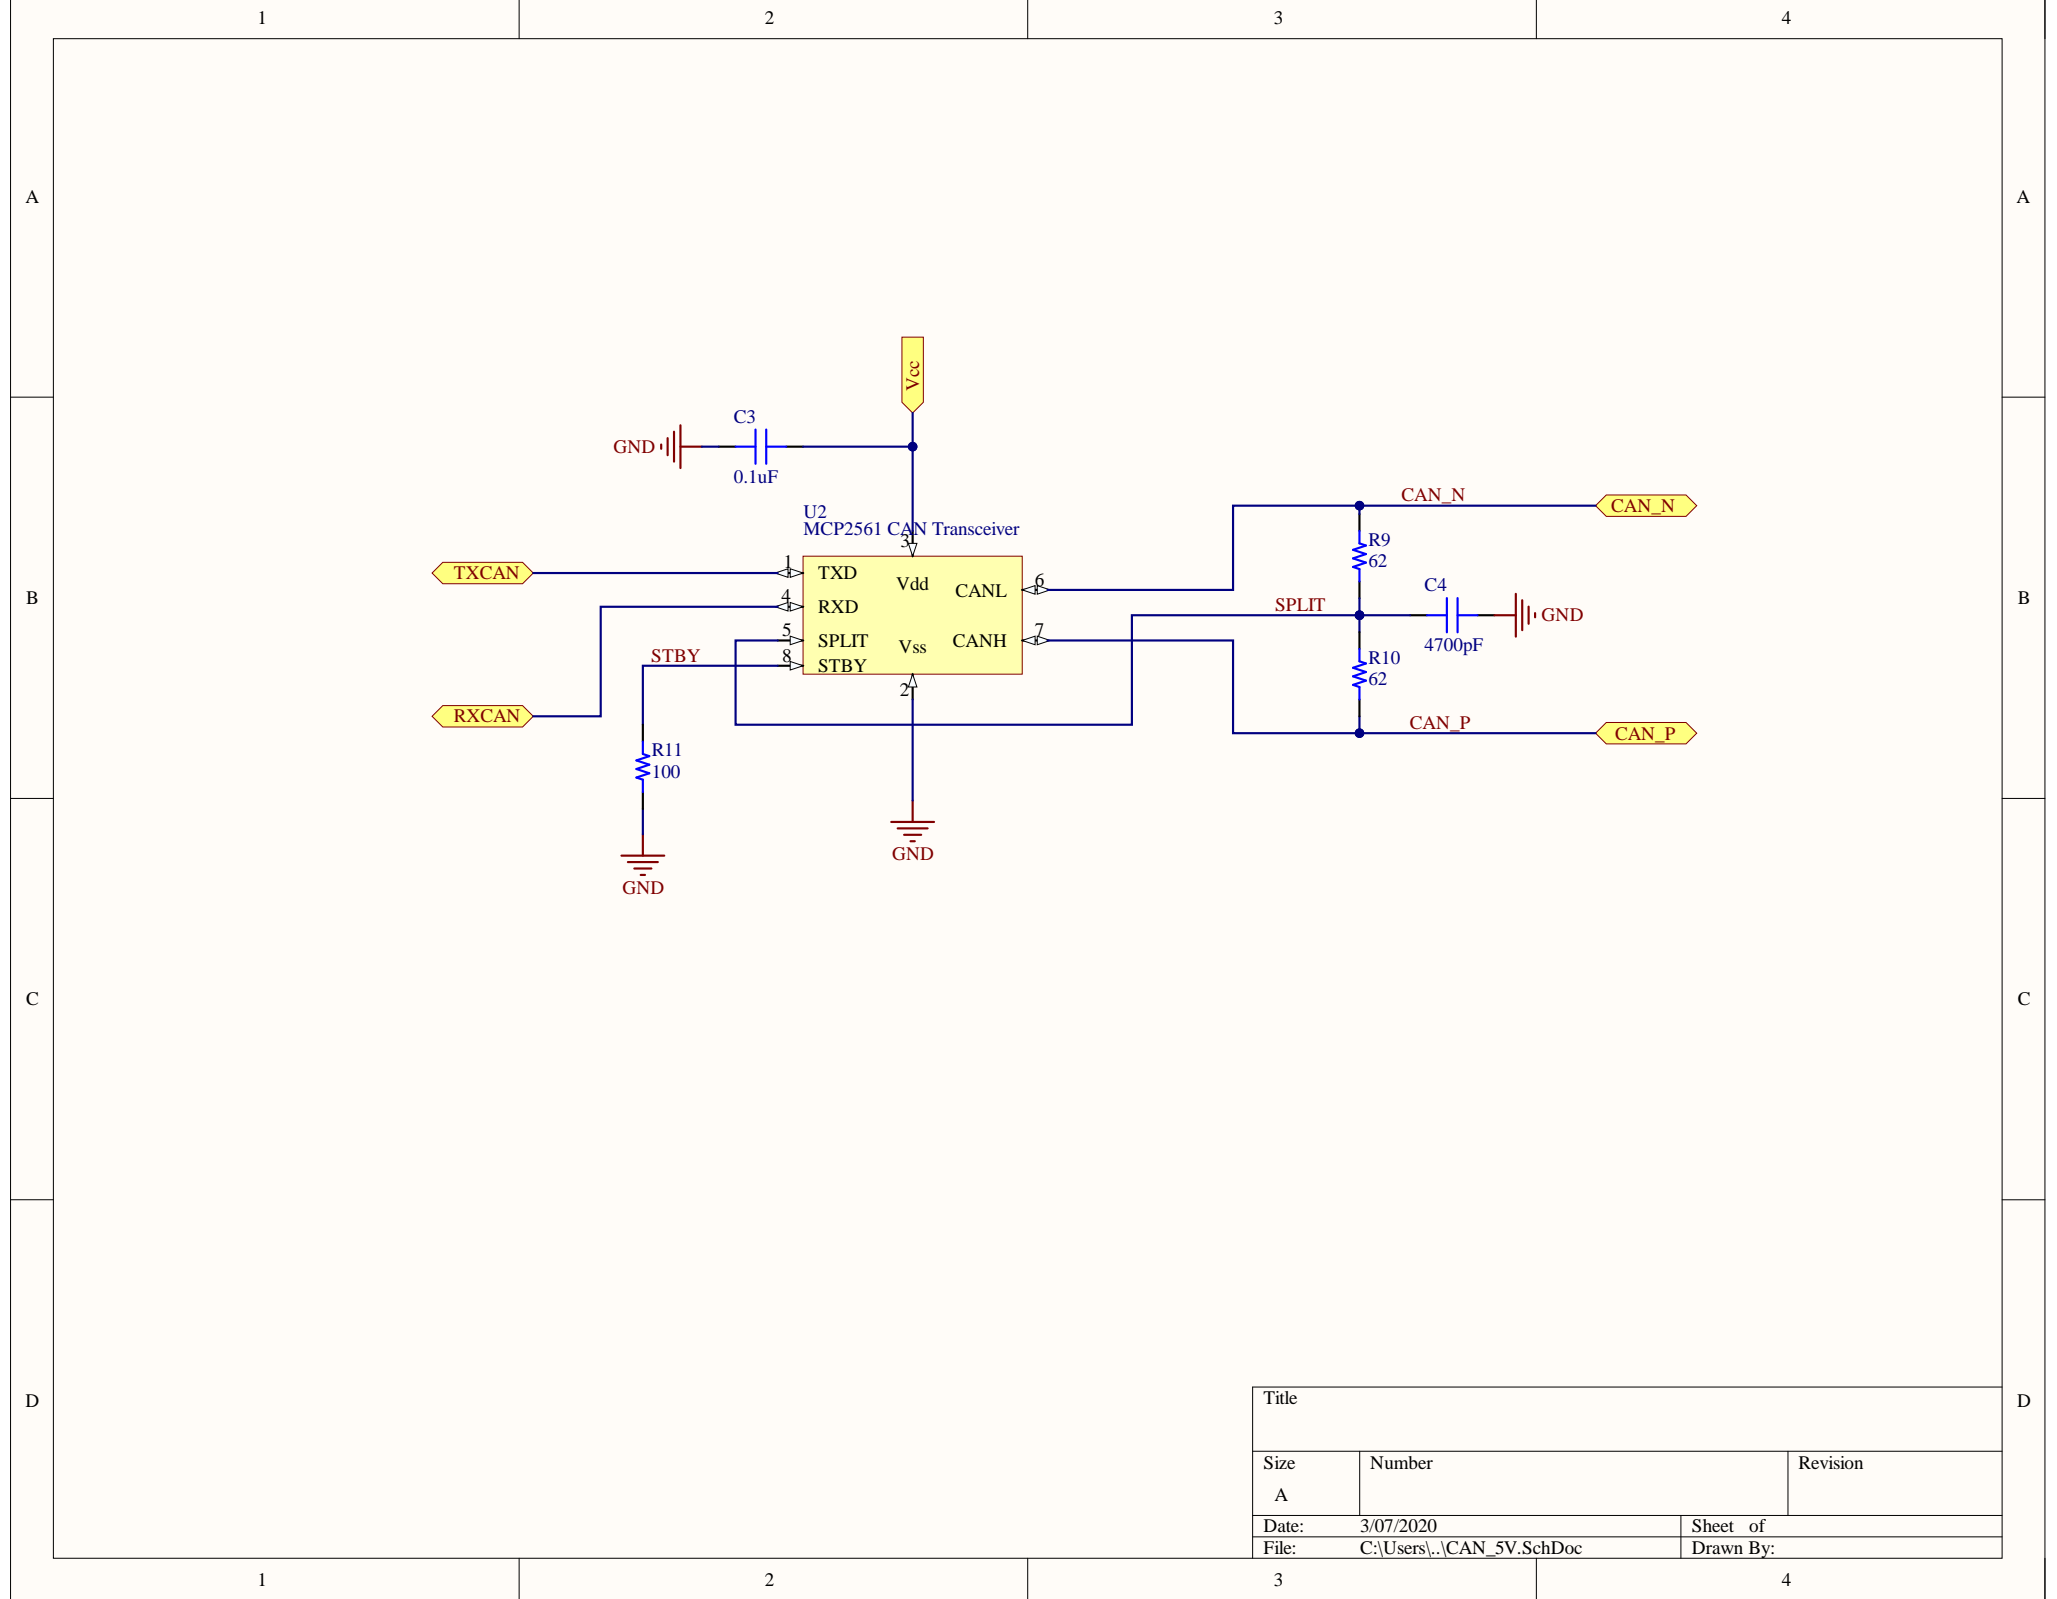 1 2 3 4
A A
Vcc
C3
GND
0.1uF
CAN_N
CAN_N
U2
MCP2561 CAN Transceiver
3
R9
62
1
TXCAN
TXD
Vdd
6
CANL
C4
B B
4
RXD
SPLIT
GND
5
SPLIT
7
CANH
4700pF
Vss
STBY
8
STBY
R10
62
2
RXCAN
CAN_P
CAN_P
R11
100
GND
GND
C C
D D
Title
Size Number Revision
A
Date: 3/07/2020 Sheet of
File: C:\Users\..\CAN_5V.SchDoc Drawn By:
1 2 3 4